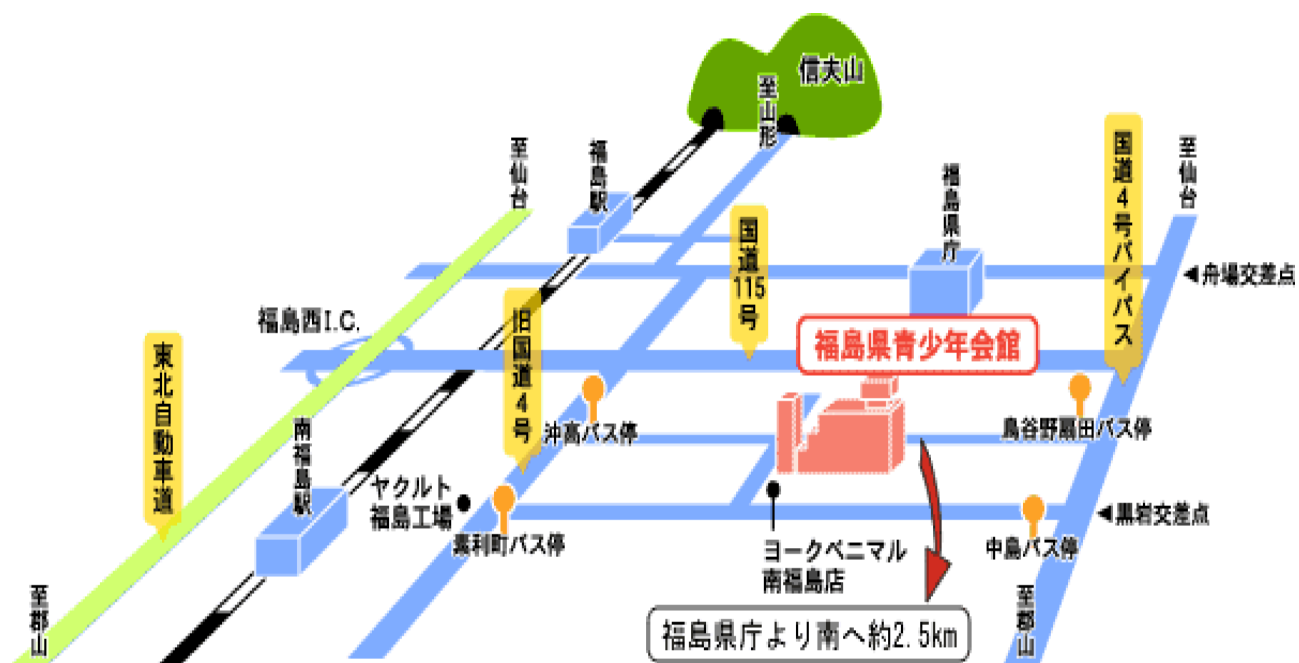 信夫山
至山形
国道4号バイパス
至仙台
至仙台
福島駅
福島県庁
国道115号
舟場交差点
福島西I.C.
旧国道4号
福島県青少年会館
東北自動車道
南福島駅
沖高バス停
鳥谷野扇田バス停
ヤクルト
福島工場
黒岩交差点
利町バス停
ヨークベニマル
南福島店
中島バス停
至郡山
至郡山
福島県庁より南へ約2.5km